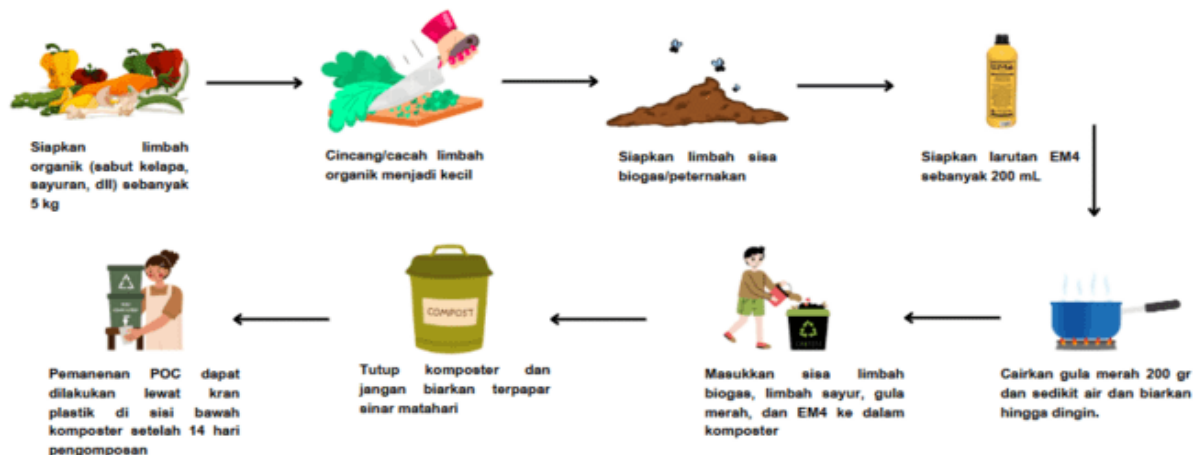 Siapkan limbah
organik (sabut kelapa,
sayuran, dll) sebanyak
5 kg
Cincang/cacah limbah
organik menjadi kecil
Siapkan limbah sisa
biogas/peternakan
Siapkan larutan EM4
sebanyak 200 mL
Cairkan gula merah 200 gr
dan sedikit air dan biarkan
hingga dingin.
Masukkan sisa limbah
biogas, limbah sayur, gula
merah, dan EM4 ke dalam
komposter
COMPOST
Tutup komposter dan
jangan biarkan terpapar
sinar matahari
Pemanenan POC dapat
dilakukan lewat kran
plastik di sisi bawah
komposter setelah 14 hari
pengomposan